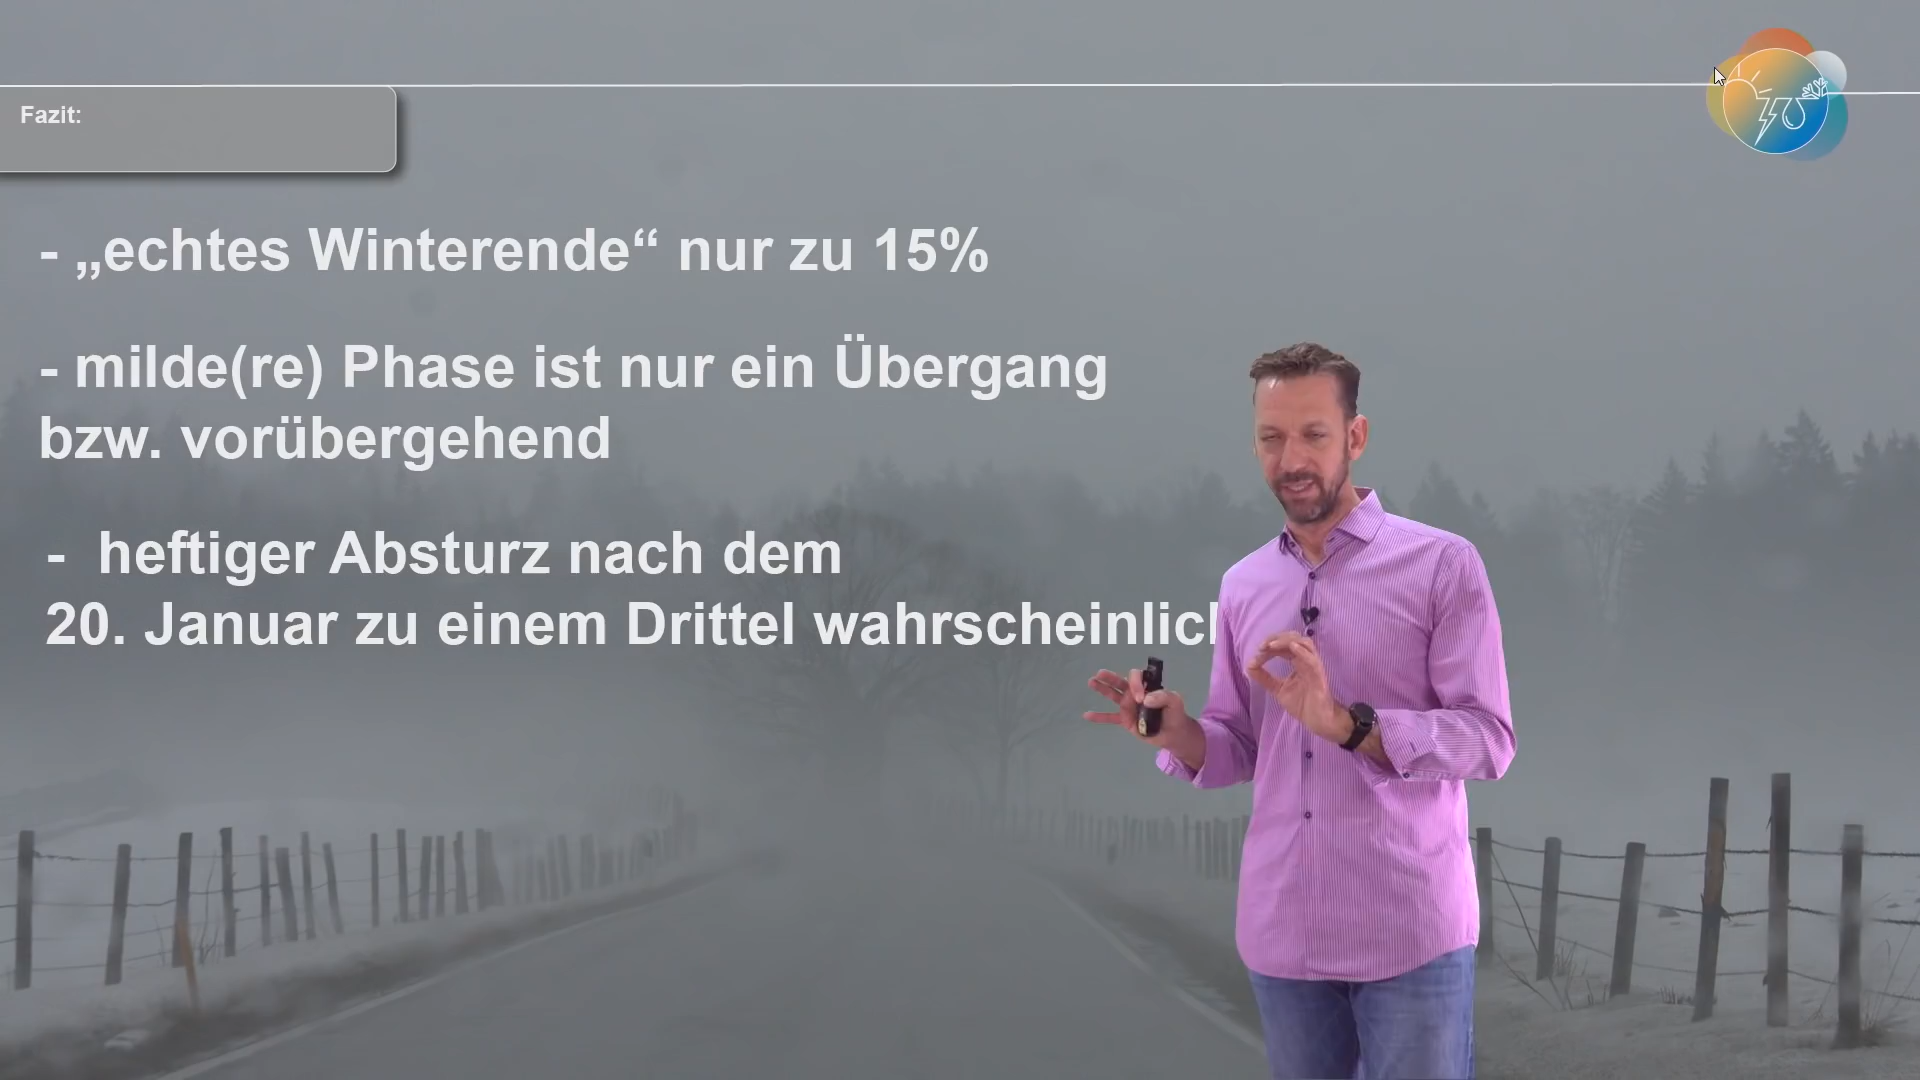 Fazit:
- „echtes Winterende“ nur zu 15%
- milde(re) Phase ist nur ein Übergang
bzw. vorübergehend
- heftiger Absturz nach dem
20. Januar zu einem Drittel wahrscheinlich